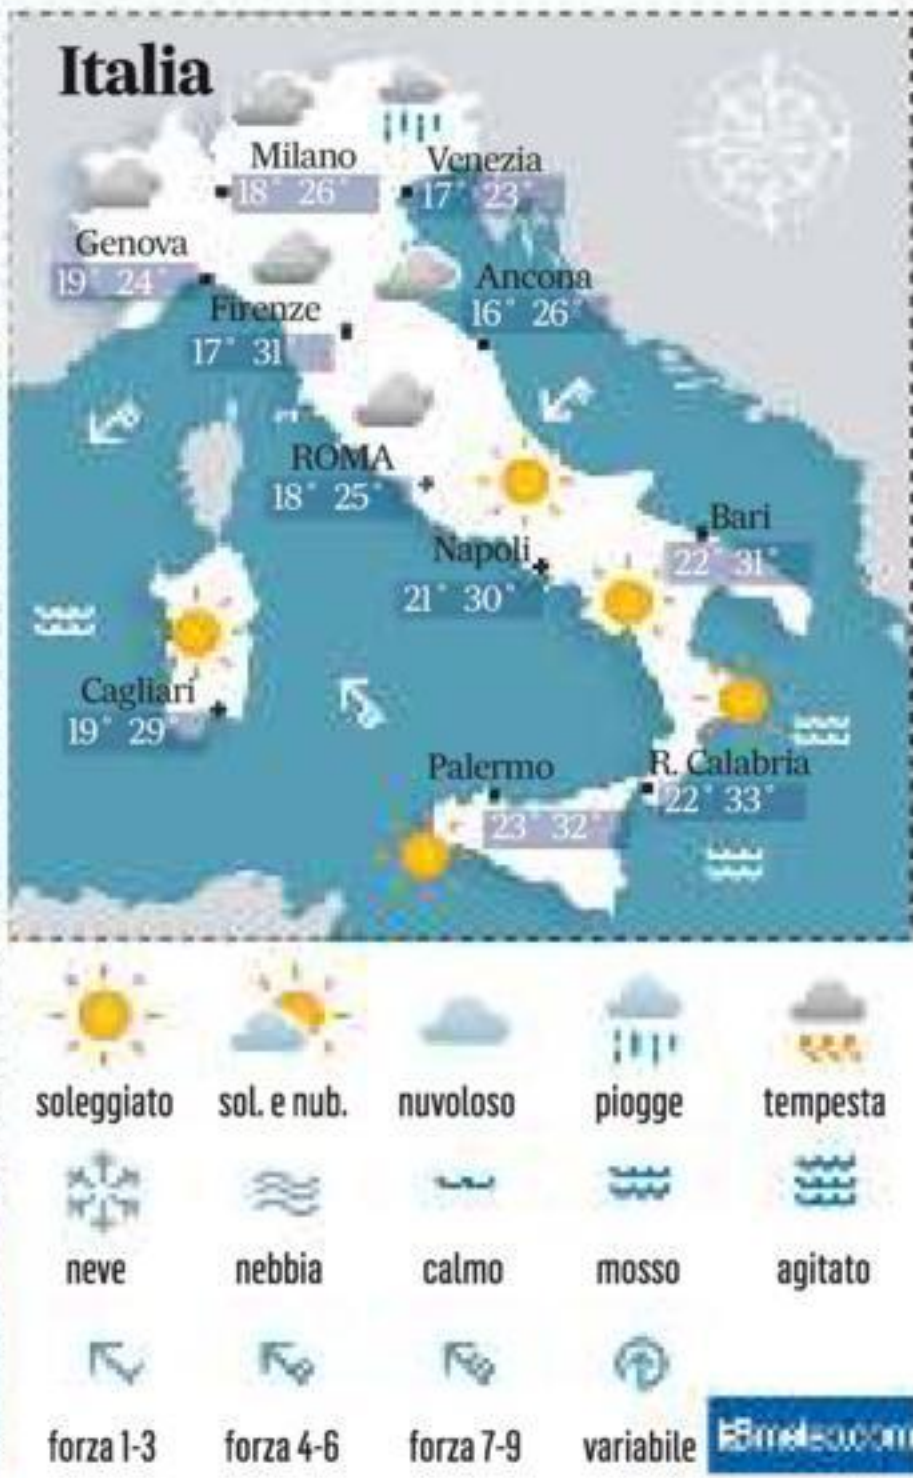 Italia
Milano
18° 26°
Venezia
17° 23°
Genova
19° 24°
Ancona
16° 26°
Firenze
17° 31°
ROMA
18° 25°
Bari
22° 31°
Napoli
21° 30°
Cagliari
19° 29°
Palermo
23° 32°
R. Calabria
22° 33°
soleggiato sol. e nub. nuvoloso piogge tempesta
neve nebbia calmo mosso agitato
forza 1-3 forza 4-6 forza 7-9 variabile